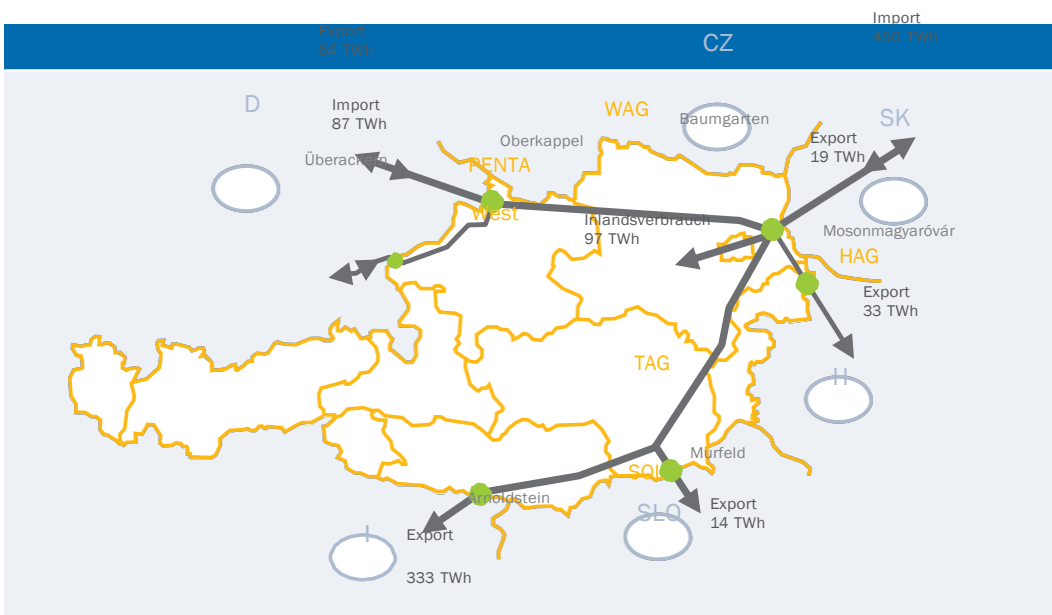 Import
450 TWh
Export
63 TWh
CZ
D
Import
87 TWh
WAG
Baumgarten
SK
Oberkappel
Export
19 TWh
Überackern
PENTA
West
Inlandsverbrauch
97 TWh
Mosonmagyaróvár
HAG
Export
33 TWh
TAG
H
Murfeld
SOL
Arnoldstein
Export
14 TWh
SLO
I
Export
333 TWh